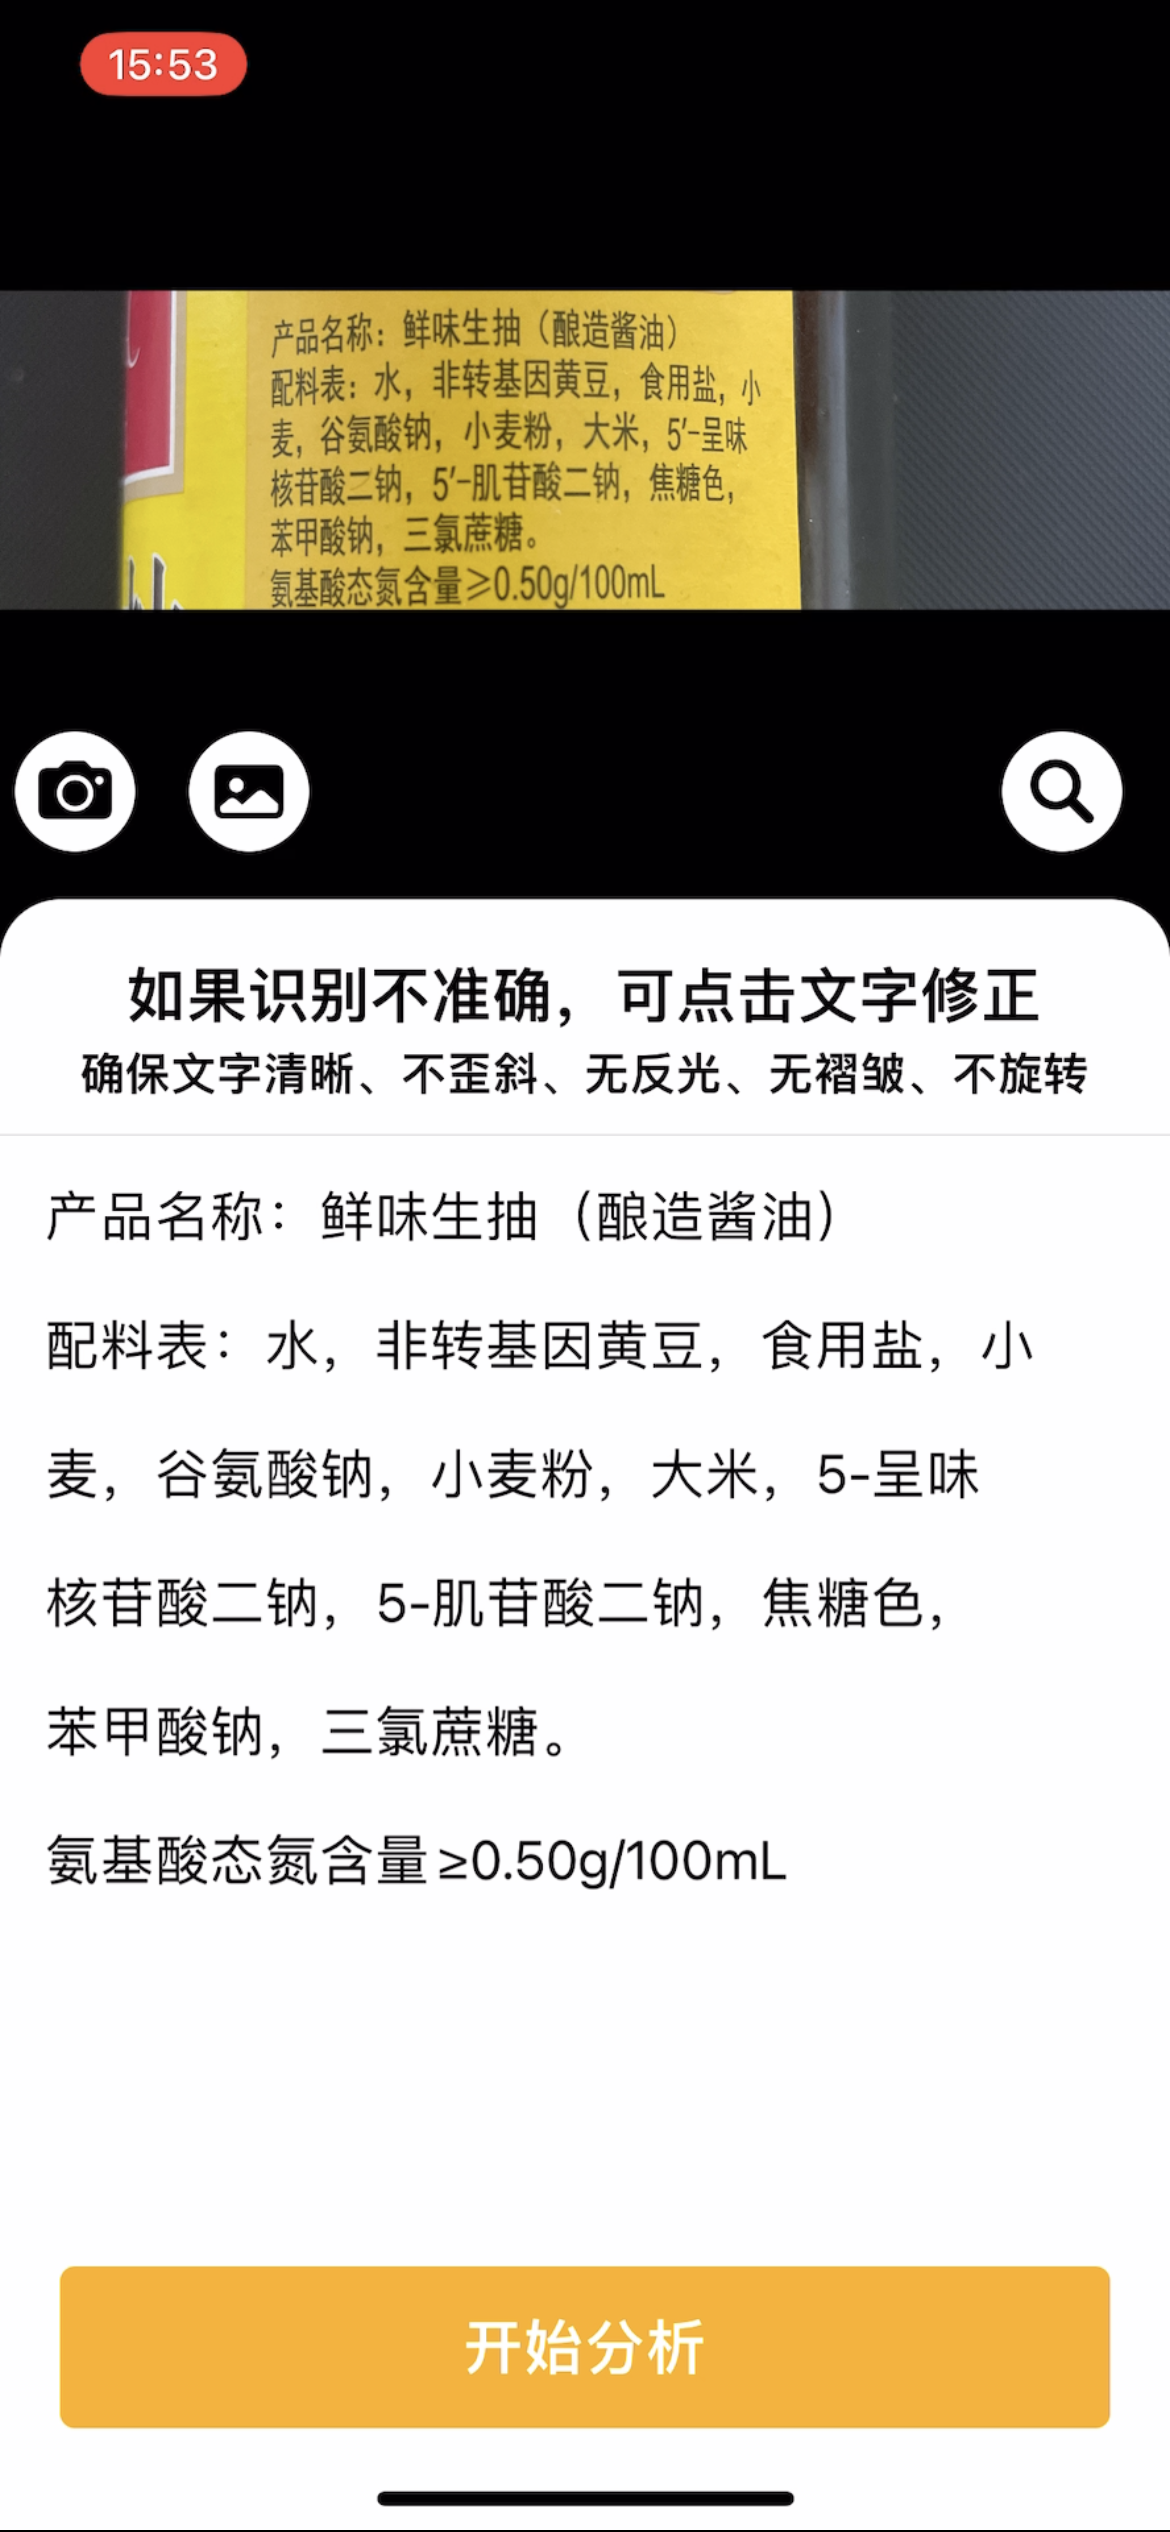 15:53
产品名称：鲜味生抽（酿造酱油）
配料表：水，非转基因黄豆，食用盐，小
麦，谷氨酸钠，小麦粉，大米，5′-呈味
核苷酸二钠，5′-肌苷酸二钠，焦糖色，
苯甲酸钠，三氯蔗糖。
氨基酸态氮含量≥0.50g/100mL
如果识别不准确，可点击文字修正
确保文字清晰、不歪斜、无反光、无褶皱、不旋转
产品名称：鲜味生抽（酿造酱油）
配料表：水，非转基因黄豆，食用盐，小
麦，谷氨酸钠，小麦粉，大米，5-呈味
核苷酸二钠，5-肌苷酸二钠，焦糖色，
苯甲酸钠，三氯蔗糖。
氨基酸态氮含量≥0.50g/100mL
开始分析